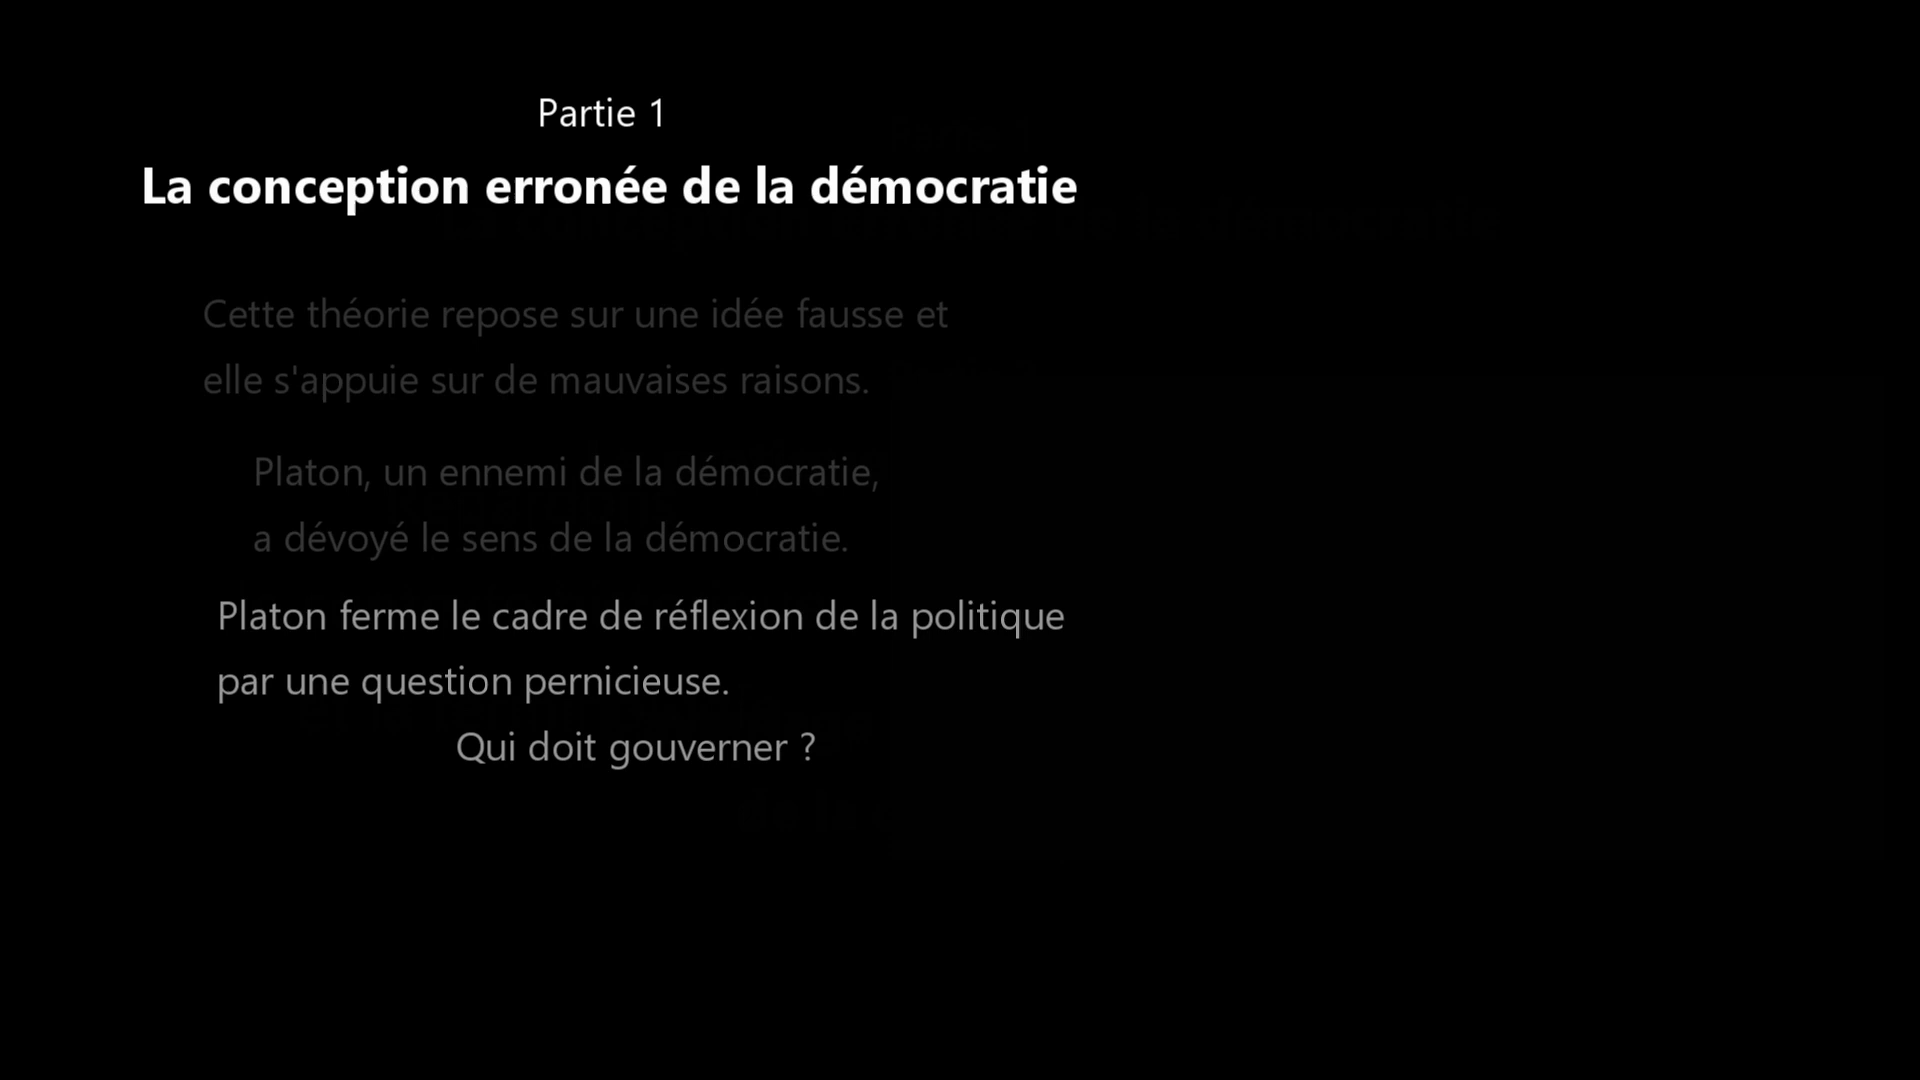 Partie 1
La conception erronée de la démocratie
Cette théorie repose sur une idée fausse et
elle s'appuie sur de mauvaises raisons.
Platon, un ennemi de la démocratie,
a dévoyé le sens de la démocratie.
Platon ferme le cadre de réflexion de la politique
par une question pernicieuse.
Qui doit gouverner ?